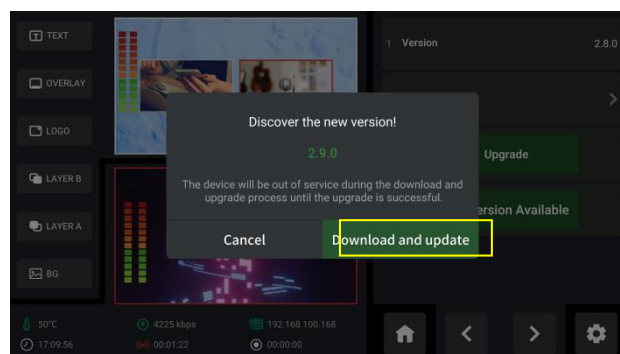 TEXT
OVERLAY
LOGO
LAYER B
LAYER A
BG
1 Version 2.8.0
Discover the new version!
2.9.0
The device will be out of service during the download and
upgrade process until the upgrade is successful.
Cancel
Download and update
Upgrade
Available
50°C
4225 kbps
192.168.100.168
17:09:56
00:01:22
00:00:00